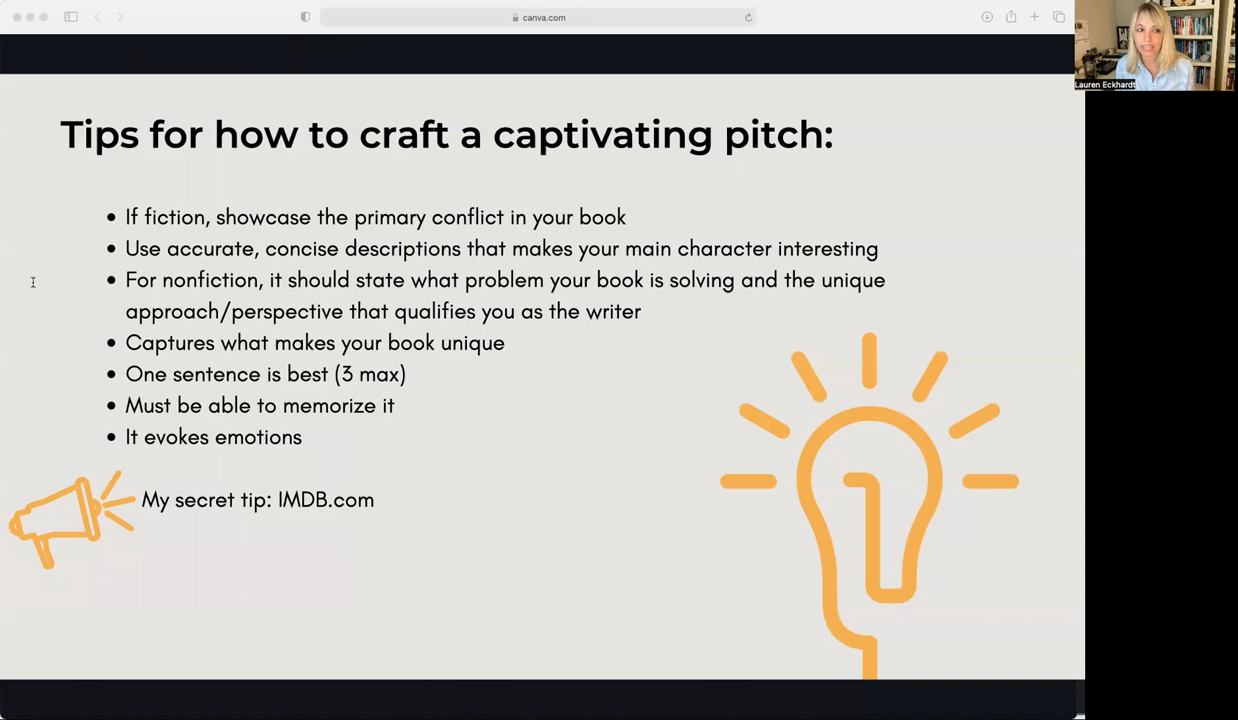 canva.com
Lauren Eckhardt
Tips for how to craft a captivating pitch:
If fiction, showcase the primary conflict in your book
Use accurate, concise descriptions that makes your main character interesting
For nonfiction, it should state what problem your book is solving and the unique
approach/perspective that qualifies you as the writer
Captures what makes your book unique
One sentence is best (3 max)
Must be able to memorize it
It evokes emotions
My secret tip: IMDB.com